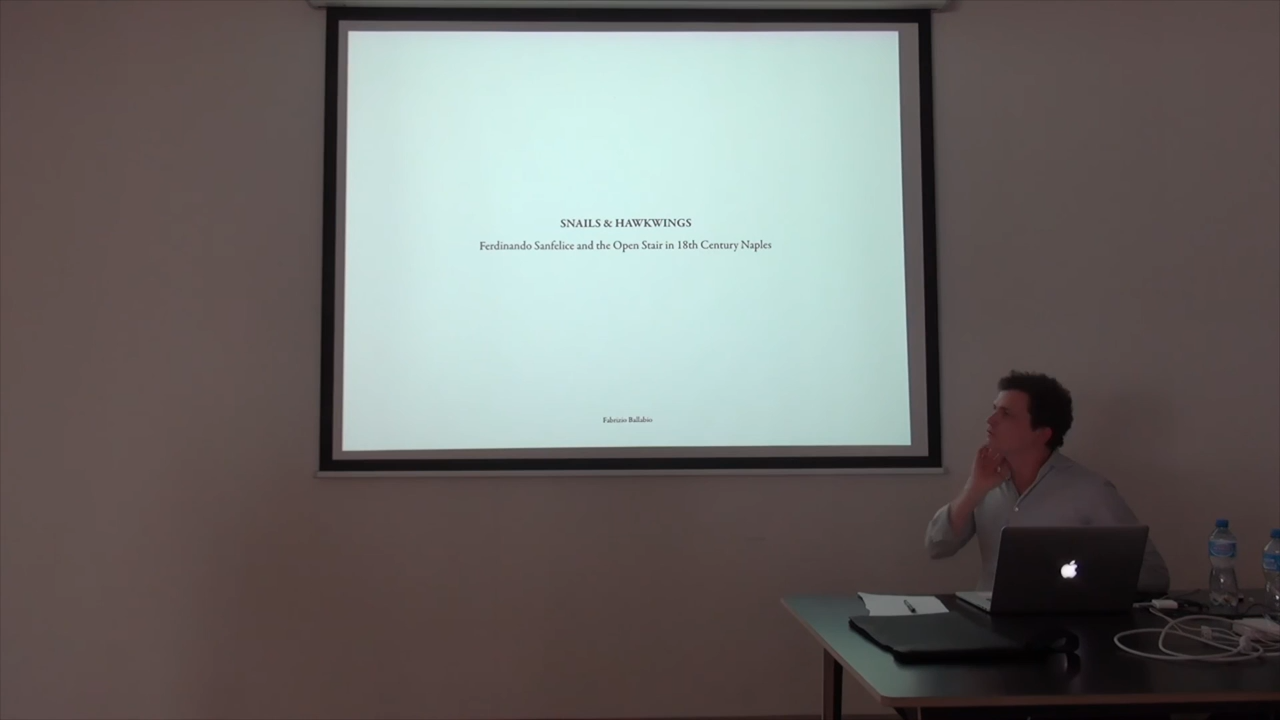 SNAILS & HAWKWINGS
Ferdinando Sanfelice and the Open Stair in 18th Century Naples
Fabrizio Ballabio